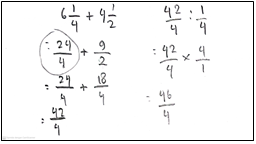 6 1/4 + 4 1/2
= 24/4 + 9/2
= 24/4 + 18/4
= 42/4
42/4 : 1/4
= 42/4 × 4/1
= 46/4